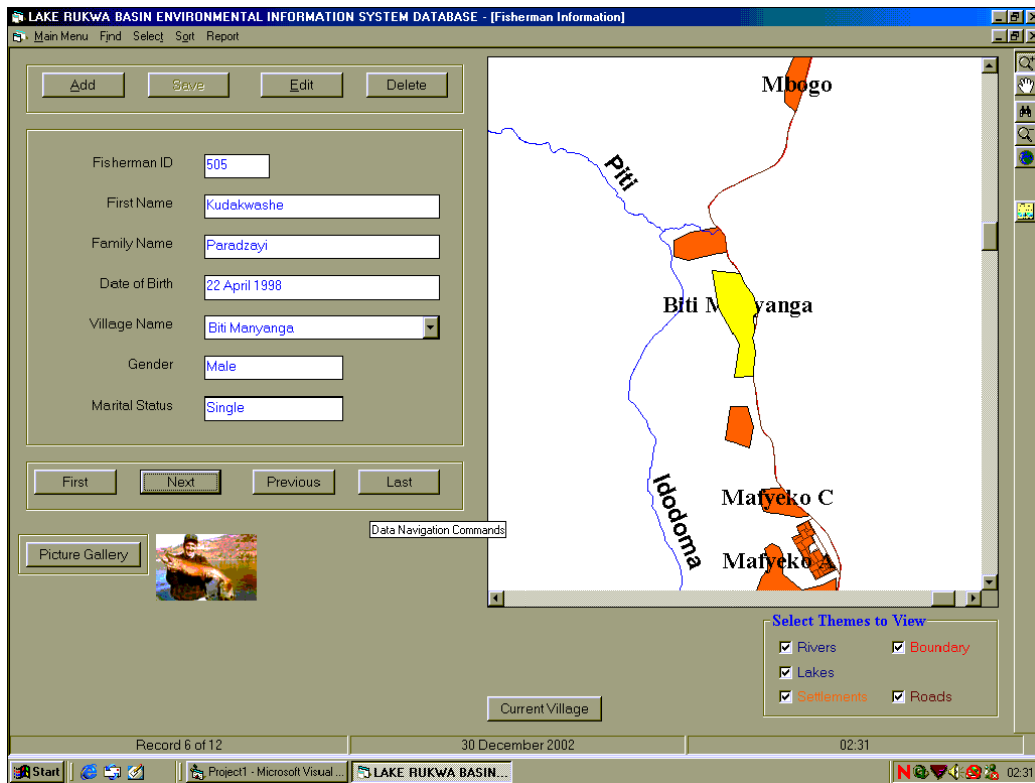 LAKE RUKWA BASIN ENVIRONMENTAL INFORMATION SYSTEM DATABASE - [Fisherman Information]
Main Menu Find Select Sort Report
Add Save Edit Delete
Fisherman ID 505
First Name Kudakwashe
Family Name Paradzayi
Date of Birth 22 April 1998
Village Name Biti Manyanga
Gender Male
Marital Status Single
First Next Previous Last
Data Navigation Commands
Picture Gallery
Mbogo
Piti
Biti M yanga
Idodoma
Mafyeko C
Mafyeko A
Select Themes to View
Rivers Boundary
Lakes
Settlements Roads
Current Village
Record 6 of 12 30 December 2002 02:31
Start Project1 - Microsoft Visual ... LAKE RUKWA BASIN... N 02:31